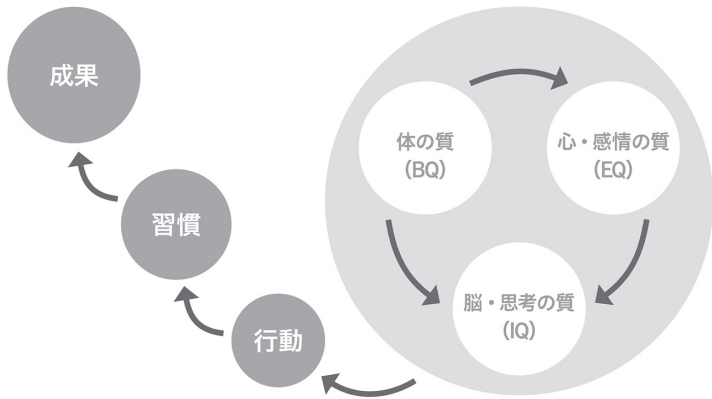 成果
習慣
行動
体の質
(BQ)
心・感情の質
(EQ)
脳・思考の質
(IQ)